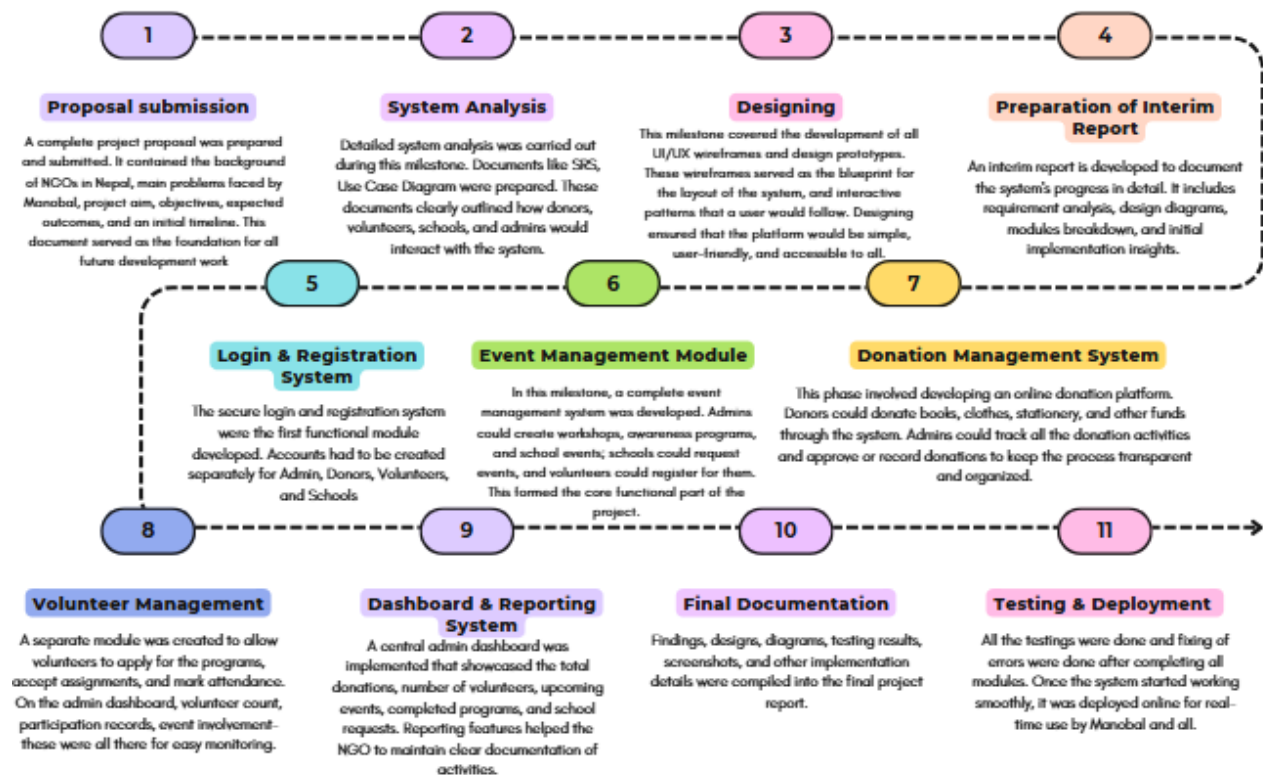 1
2
3
4
Proposal submission
A complete project proposal was prepared
and submitted. It contained the background
of NGOs in Nepal, main problems faced by
Manobal, project aim, objectives, expected
outcomes, and an initial timeline. This
document served as the foundation for all
future development work
System Analysis
Detailed system analysis was carried out
during this milestone. Documents like SRS,
Use Case Diagram were prepared. These
documents clearly outlined how donors,
volunteers, schools, and admins would
interact with the system.
Designing
This milestone covered the development of all
UI/UX wireframes and design prototypes.
These wireframes served as the blueprint for
the layout of the system, and interactive
patterns that a user would follow. Designing
ensured that the platform would be simple,
user-friendly, and accessible to all.
Preparation of Interim
Report
An interim report is developed to document
the system's progress in detail. It includes
requirement analysis, design diagrams,
modules breakdown, and initial
implementation insights.
5
6
7
Login & Registration
System
The secure login and registration system
were the first functional module
developed. Accounts had to be created
separately for Admin, Donors, Volunteers,
and Schools
Event Management Module
In this milestone, a complete event
management system was developed. Admins
could create workshops, awareness programs,
and school events; schools could request
events, and volunteers could register for them.
This formed the core functional part of the
project.
Donation Management System
This phase involved developing an online donation platform.
Donors could donate books, clothes, stationery, and other funds
through the system. Admins could track all the donation activities
and approve or record donations to keep the process transparent
and organized.
8
9
10
11
Volunteer Management
A separate module was created to allow
volunteers to apply for the programs,
accept assignments, and mark attendance.
On the admin dashboard, volunteer count,
participation records, event involvement-
these were all there for easy monitoring.
Dashboard & Reporting
System
A central admin dashboard was
implemented that showcased the total
donations, number of volunteers, upcoming
events, completed programs, and school
requests. Reporting features helped the
NGO to maintain clear documentation of
activities.
Final Documentation
Findings, designs, diagrams, testing results,
screenshots, and other implementation
details were compiled into the final project
report.
Testing & Deployment
All the testings were done and fixing of
errors were done after completing all
modules. Once the system started working
smoothly, it was deployed online for real-
time use by Manobal and all.